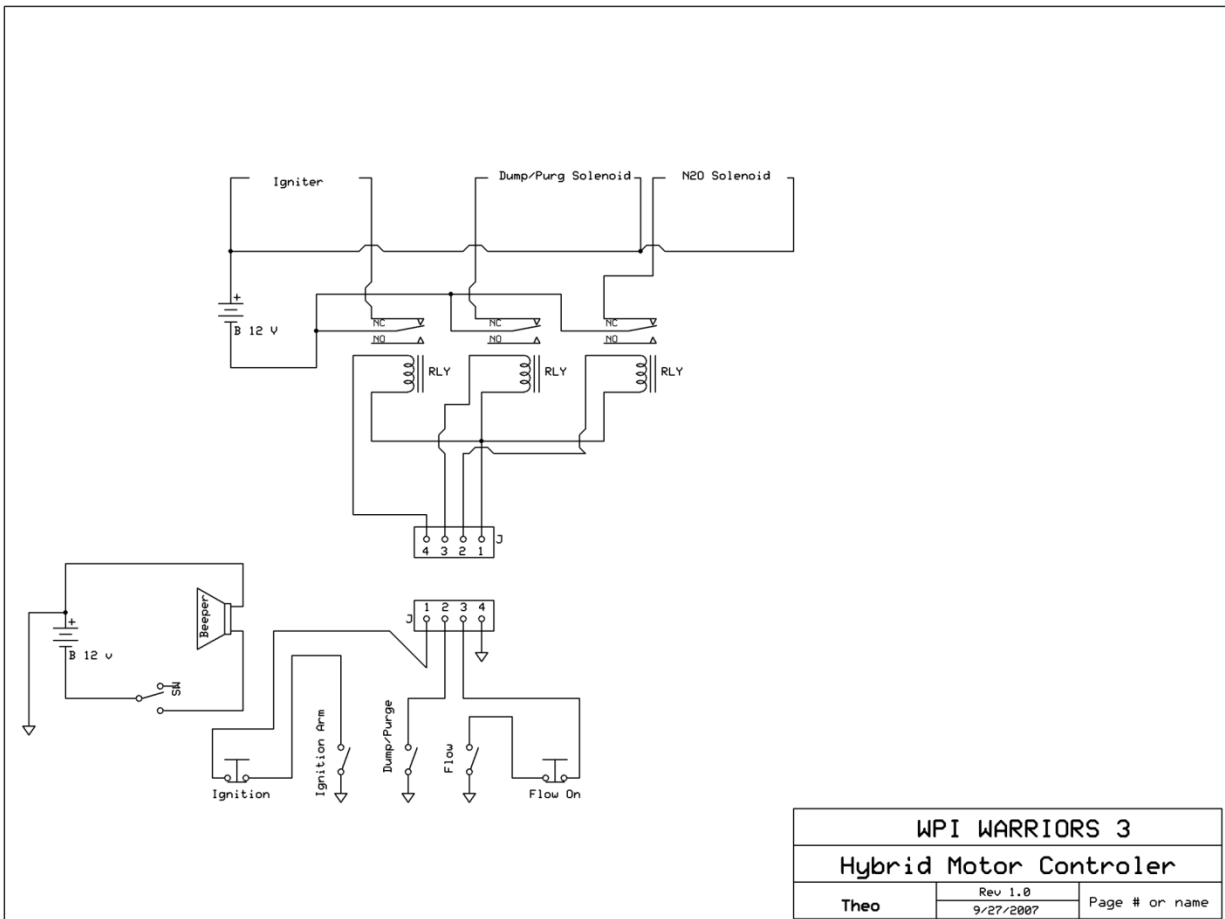 Igniter
Dump/Purg Solenoid
N2O Solenoid
+
B 12 V
NC
NO
RLY
NC
NO
RLY
NC
NO
RLY
J
4 3 2 1
J
1 2 3 4
Beeper
+
B 12 v
SW
Ignition
Ignition Arm
Dump/Purge
Flow
Flow On
WPI WARRIORS 3
Hybrid Motor Controler
Theo
Rev 1.0
9/27/2007
Page # or name